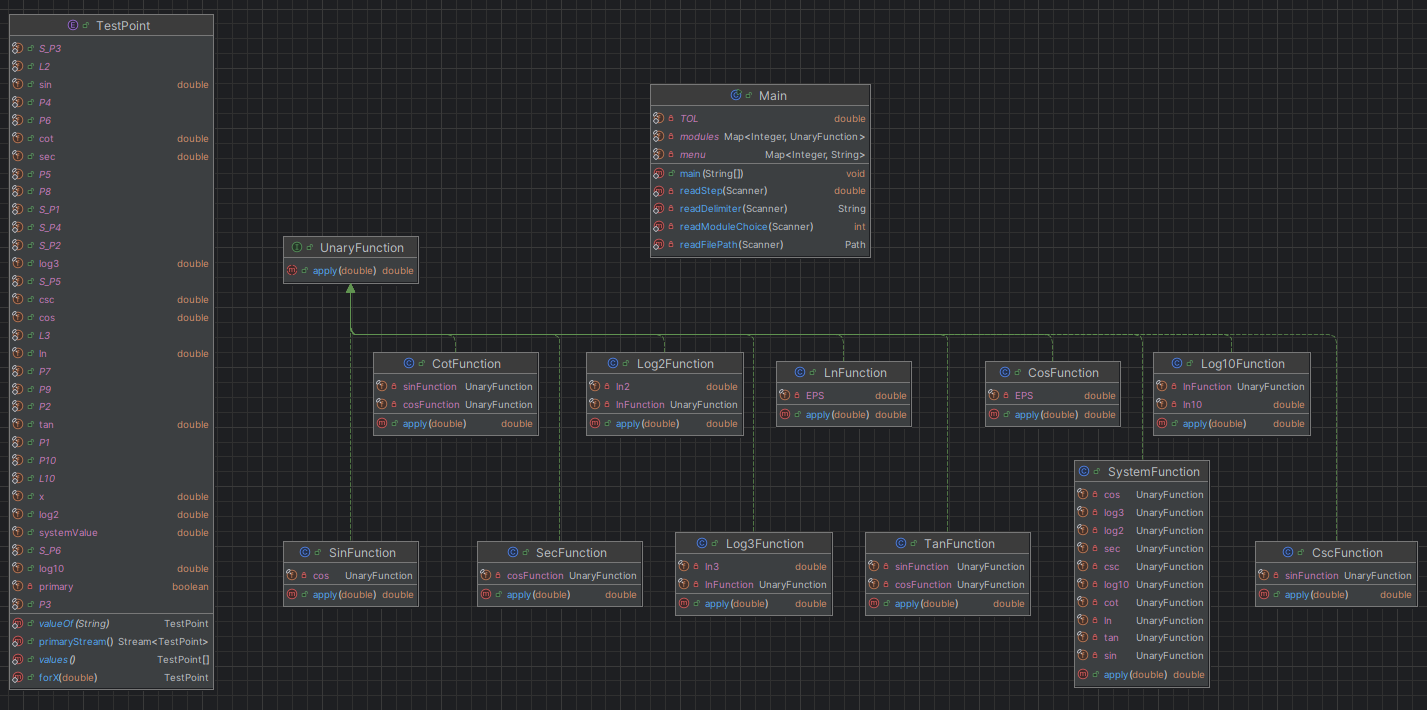 TestPoint
S_P3
L2
sin double
P4
P6
cot double
sec double
P5
P8
S_P1
S_P4
S_P2
log3 double
S_P5
csc double
cos double
L3
ln double
P7
P9
P2
tan double
P1
P10
L10
x double
log2 double
systemValue double
S_P6
log10 double
primary boolean
P3
valueOf(String) TestPoint
primaryStream() Stream<TestPoint>
values() TestPoint[]
forX(double) TestPoint
Main
TOL double
modules Map<Integer, UnaryFunction>
menu Map<Integer, String>
main(String[]) void
readStep(Scanner) double
readDelimiter(Scanner) String
readModuleChoice(Scanner) int
readFilePath(Scanner) Path
UnaryFunction
apply(double) double
CotFunction
sinFunction UnaryFunction
cosFunction UnaryFunction
apply(double) double
Log2Function
ln2 double
lnFunction UnaryFunction
apply(double) double
LnFunction
EPS double
apply(double) double
CosFunction
EPS double
apply(double) double
Log10Function
lnFunction UnaryFunction
ln10 double
apply(double) double
SinFunction
cos UnaryFunction
apply(double) double
SecFunction
cosFunction UnaryFunction
apply(double) double
Log3Function
ln3 double
lnFunction UnaryFunction
apply(double) double
TanFunction
sinFunction UnaryFunction
cosFunction UnaryFunction
apply(double) double
SystemFunction
cos UnaryFunction
log3 UnaryFunction
log2 UnaryFunction
sec UnaryFunction
csc UnaryFunction
log10 UnaryFunction
cot UnaryFunction
ln UnaryFunction
tan UnaryFunction
sin UnaryFunction
apply(double) double
CscFunction
sinFunction UnaryFunction
apply(double) double